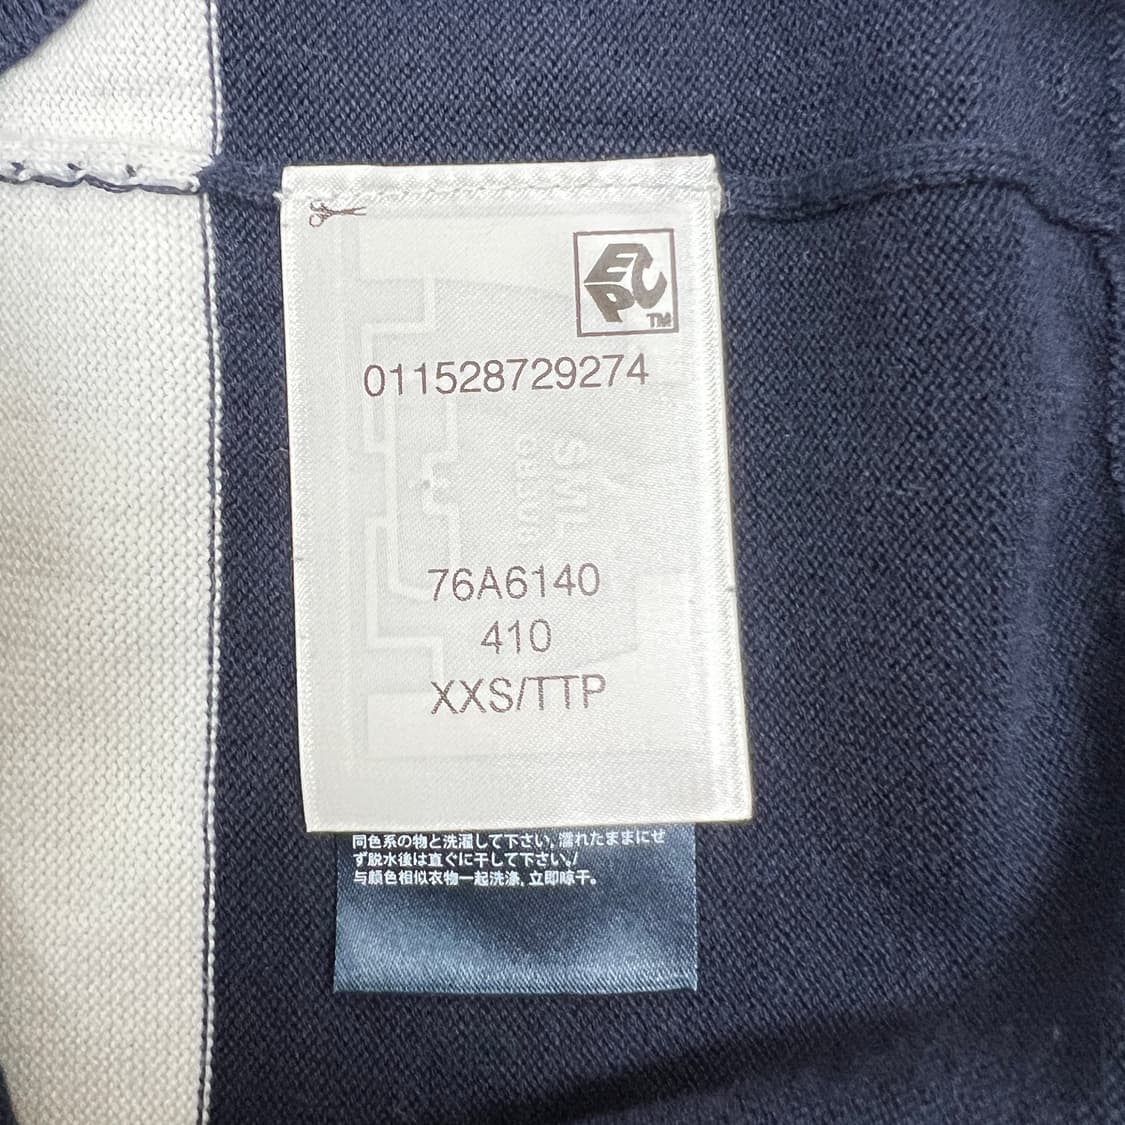 EPC
TM
011528729274
SML
76A6140
410
XXS/TTP
同色系の物と洗濯して下さい,濡れたままにせ
ず脱水後は直ぐに干して下さい。/
与颜色相似衣物一起洗涤,立即晾干。